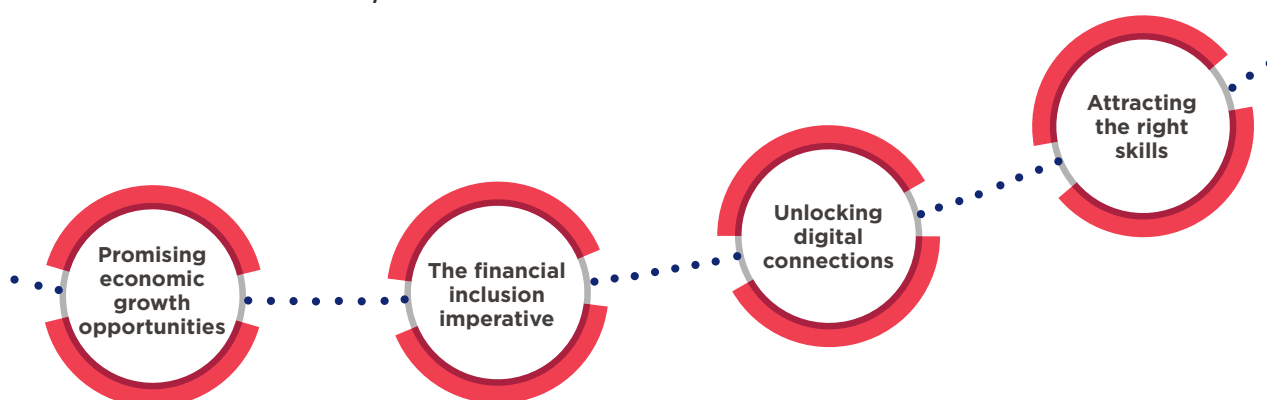 Promising
economic
growth
opportunities
The financial
inclusion
imperative
Unlocking
digital
connections
Attracting
the right
skills